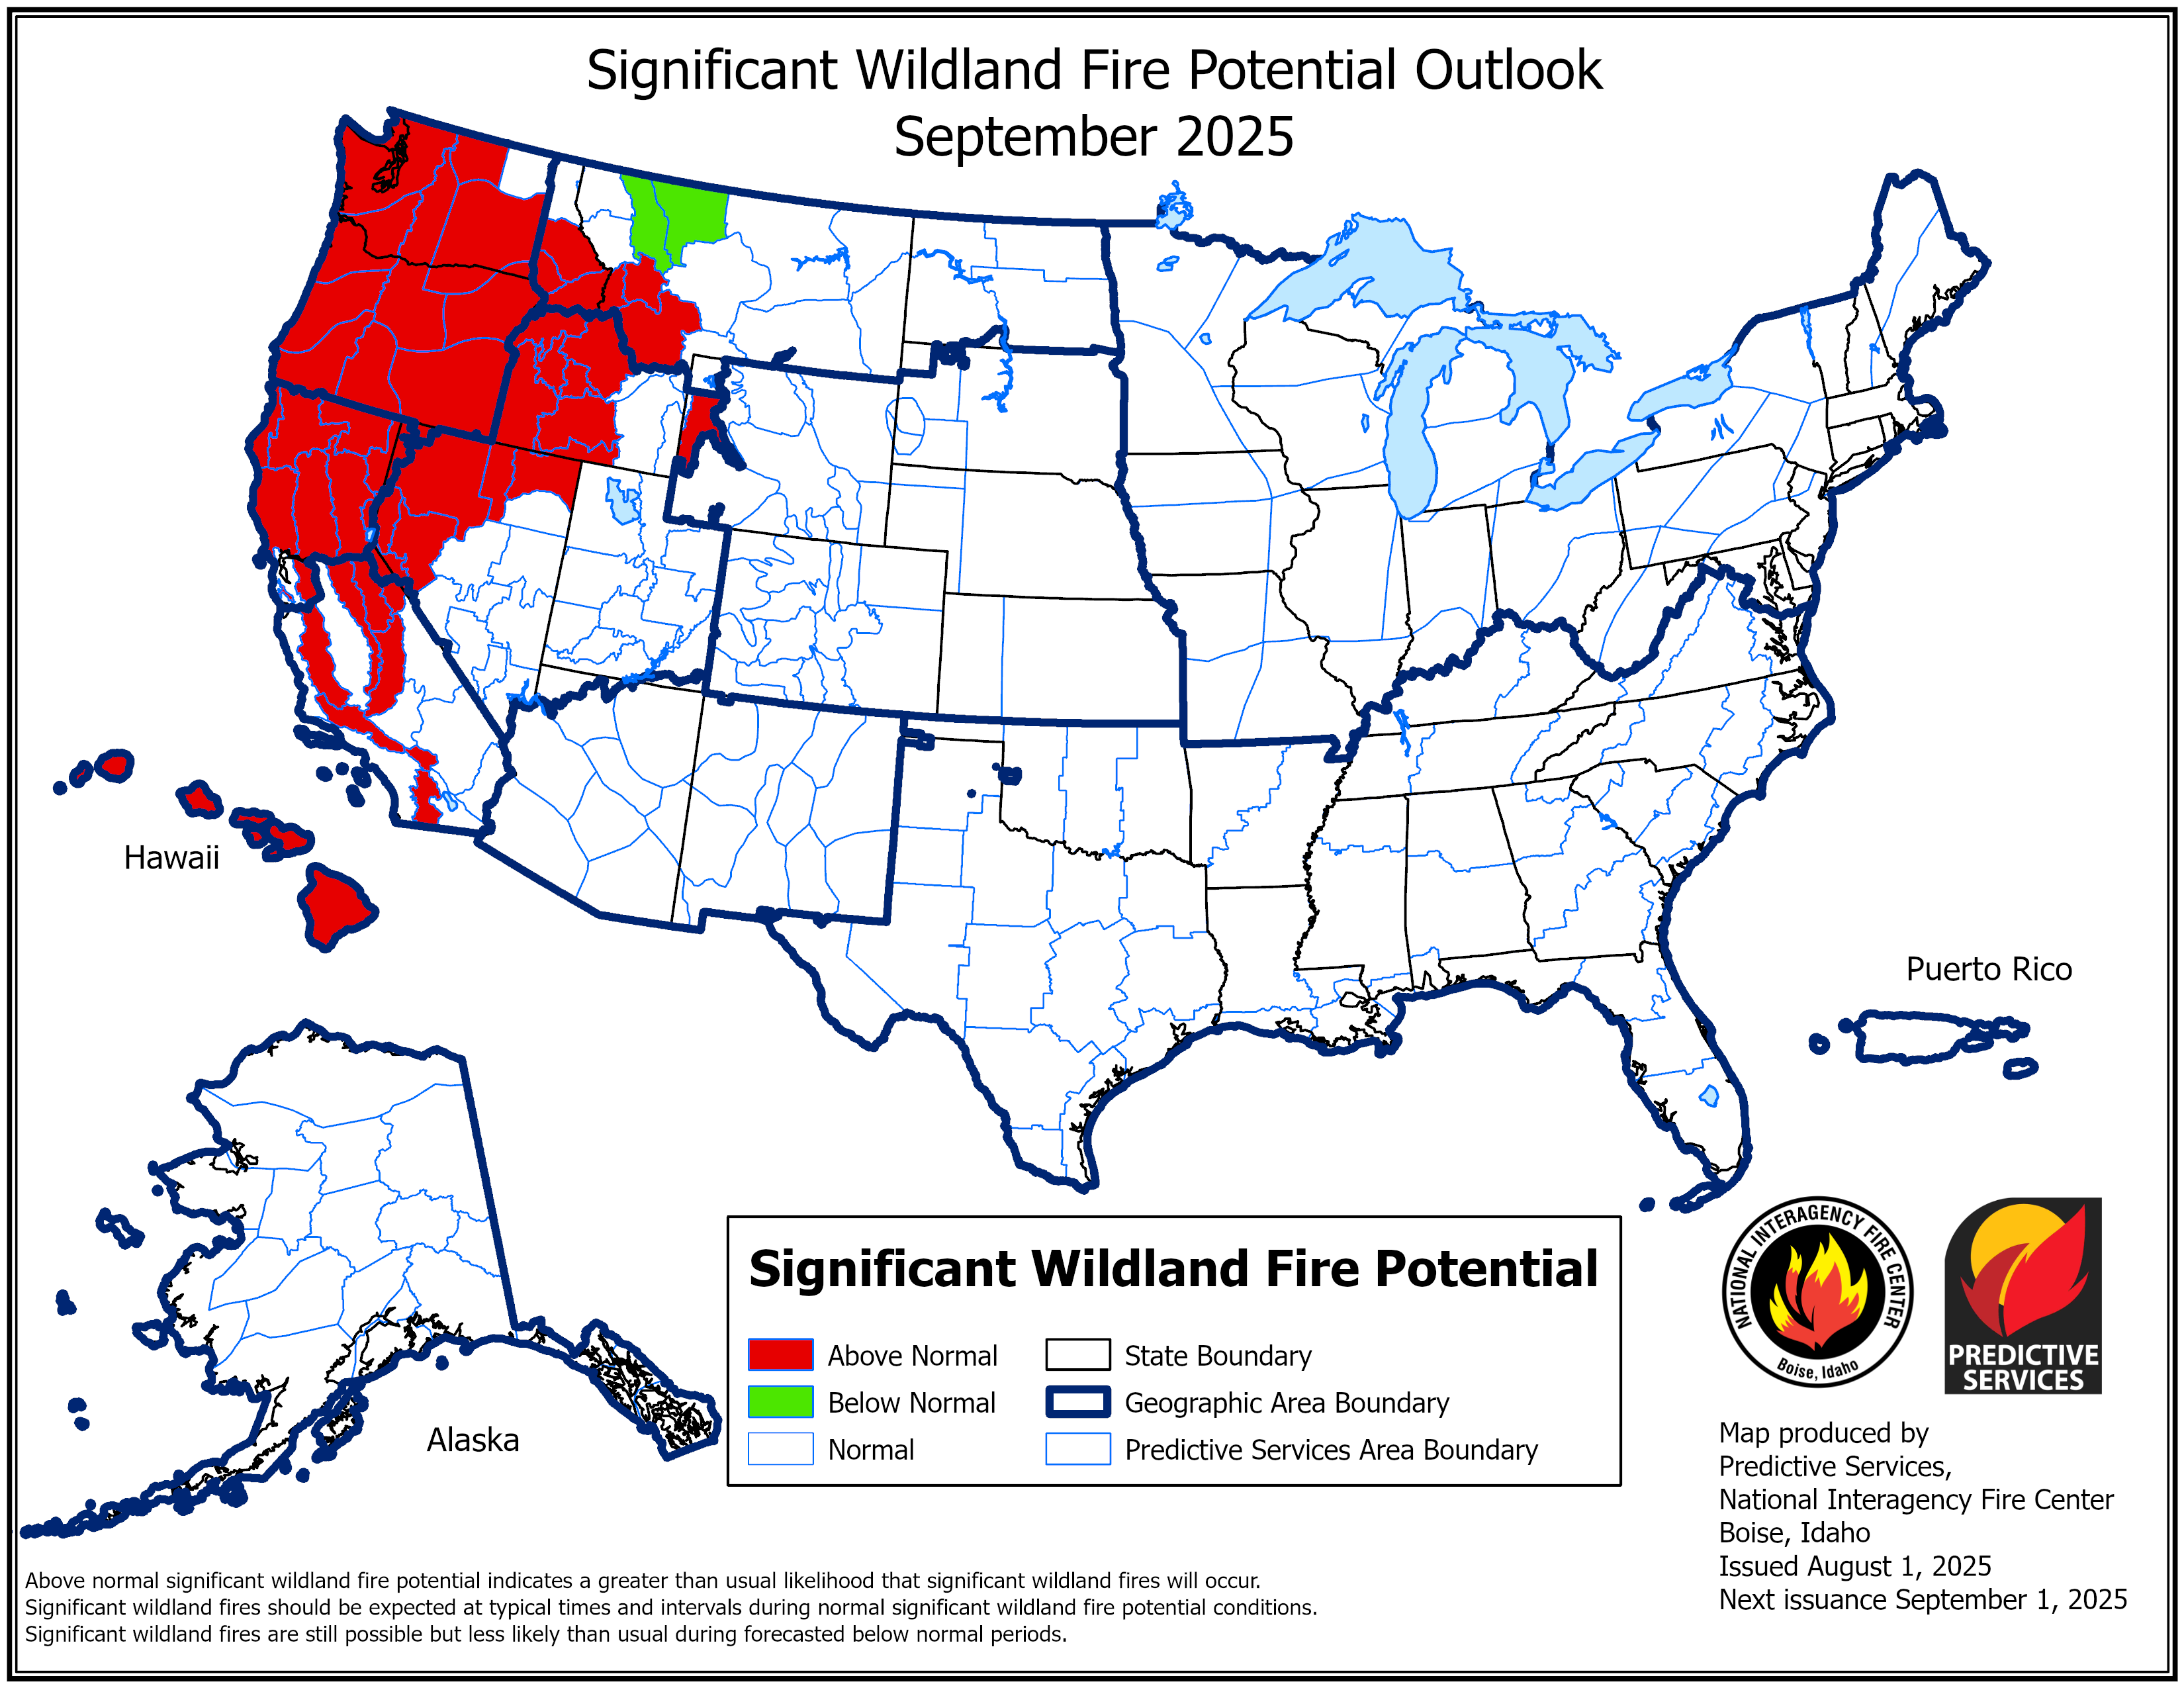 Significant Wildland Fire Potential Outlook
September 2025
Hawaii
Puerto Rico
Alaska
Significant Wildland Fire Potential
Above Normal
Below Normal
Normal
State Boundary
Geographic Area Boundary
Predictive Services Area Boundary
NATIONAL INTERAGENCY FIRE CENTER
Boise, Idaho
PREDICTIVE
SERVICES
Map produced by
Predictive Services,
National Interagency Fire Center
Boise, Idaho
Issued August 1, 2025
Next issuance September 1, 2025
Above normal significant wildland fire potential indicates a greater than usual likelihood that significant wildland fires will occur.
Significant wildland fires should be expected at typical times and intervals during normal significant wildland fire potential conditions.
Significant wildland fires are still possible but less likely than usual during forecasted below normal periods.